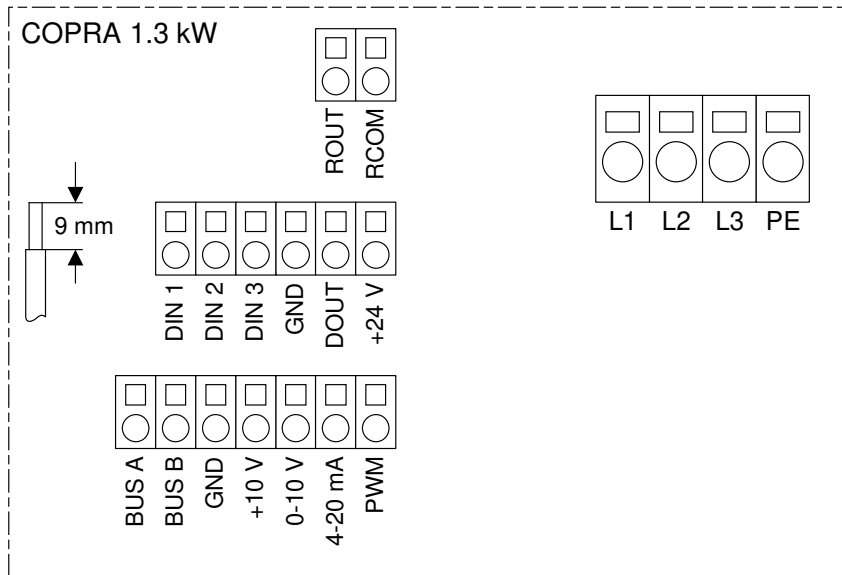 COPRA 1.3 kW
ROUT
RCOM
L1 L2 L3 PE
9 mm
DIN 1
DIN 2
DIN 3
GND
DOUT
+24 V
BUS A
BUS B
GND
+10 V
0-10 V
4-20 mA
PWM